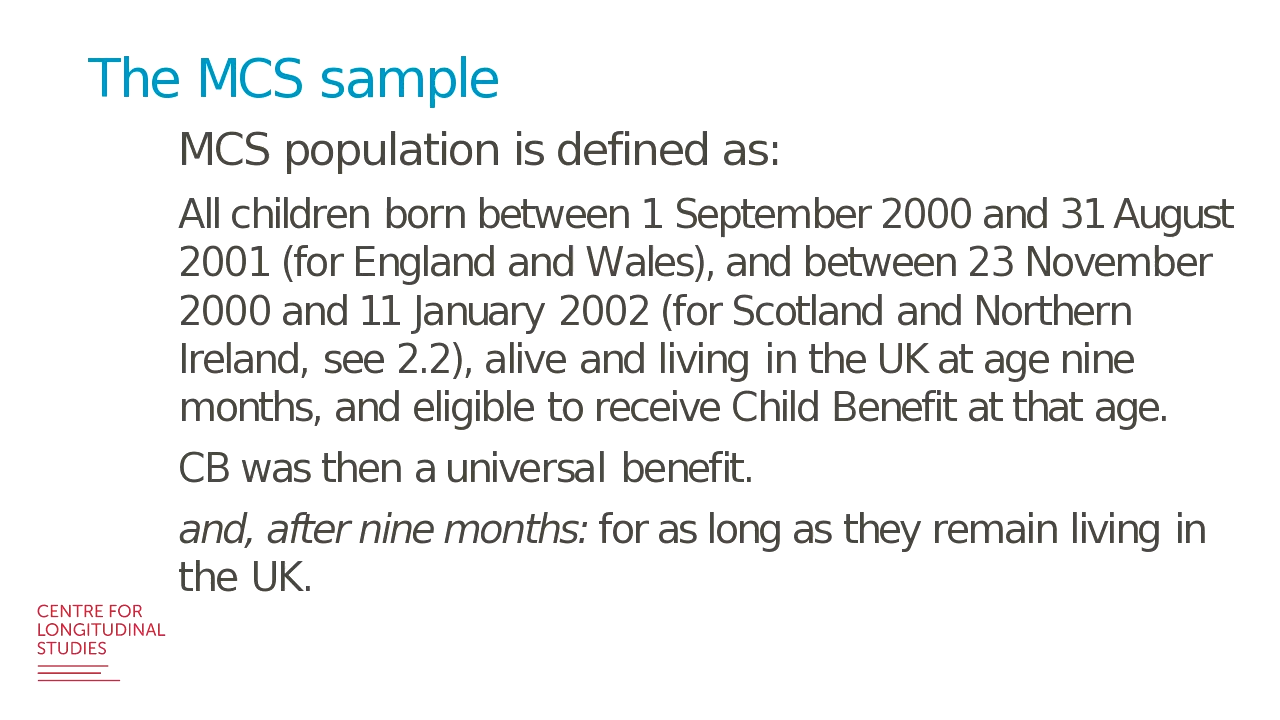 The MCS sample
MCS population is defined as:
All children born between 1 September 2000 and 31 August
2001 (for England and Wales), and between 23 November
2000 and 11 January 2002 (for Scotland and Northern
Ireland, see 2.2), alive and living in the UK at age nine
months, and eligible to receive Child Benefit at that age.
CB was then a universal benefit.
and, after nine months: for as long as they remain living in
the UK.
CENTRE FOR
LONGITUDINAL
STUDIES